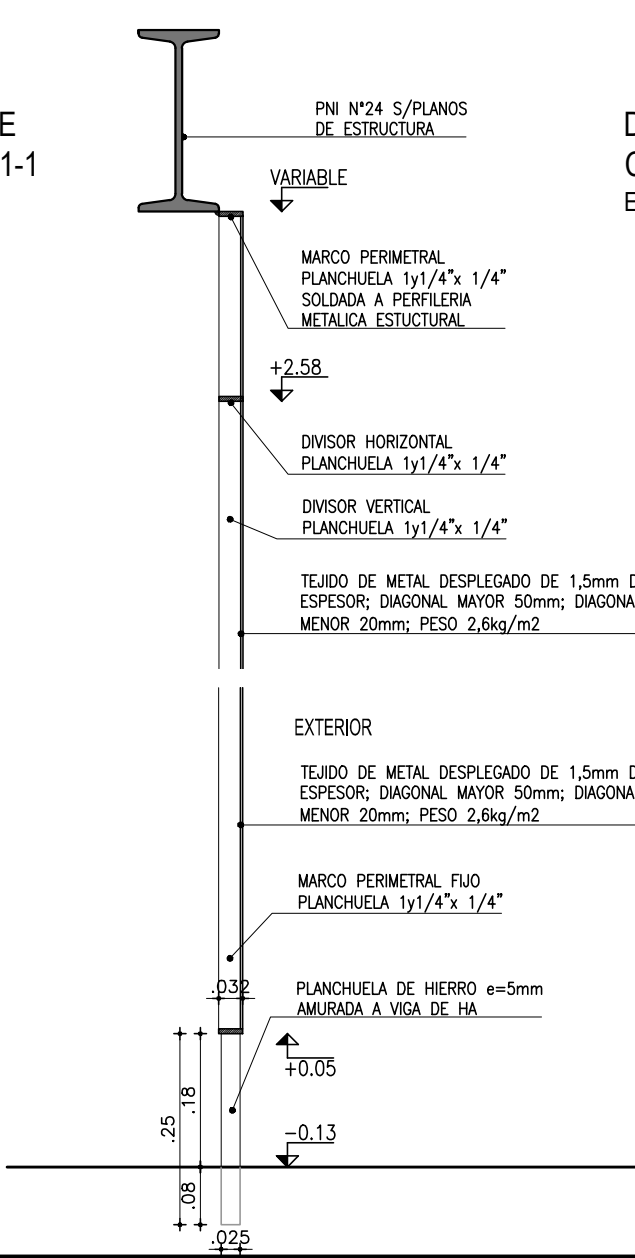 E
1-1
D
C
E
PNI N°24 S/PLANOS
DE ESTRUCTURA
VARIABLE
MARCO PERIMETRAL
PLANCHUELA 1y1/4"x 1/4"
SOLDADA A PERFILERIA
METALICA ESTUCTURAL
+2.58
DIVISOR HORIZONTAL
PLANCHUELA 1y1/4"x 1/4"
DIVISOR VERTICAL
PLANCHUELA 1y1/4"x 1/4"
TEJIDO DE METAL DESPLEGADO DE 1,5mm D
ESPESOR; DIAGONAL MAYOR 50mm; DIAGONA
MENOR 20mm; PESO 2,6kg/m2
EXTERIOR
TEJIDO DE METAL DESPLEGADO DE 1,5mm D
ESPESOR; DIAGONAL MAYOR 50mm; DIAGONA
MENOR 20mm; PESO 2,6kg/m2
MARCO PERIMETRAL FIJO
PLANCHUELA 1y1/4"x 1/4"
.032
PLANCHUELA DE HIERRO e=5mm
AMURADA A VIGA DE HA
+0.05
.18
.25
-0.13
.08
.025